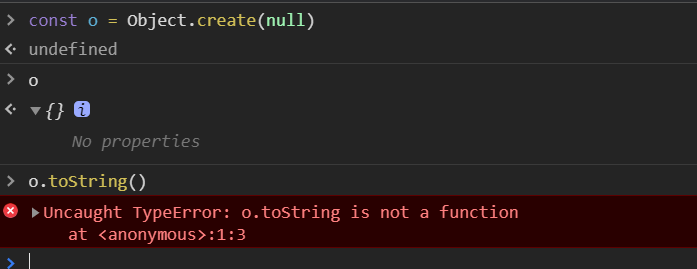 const o = Object.create(null)
undefined
o
{} i
No properties
o.toString()
Uncaught TypeError: o.toString is not a function
at <anonymous>:1:3